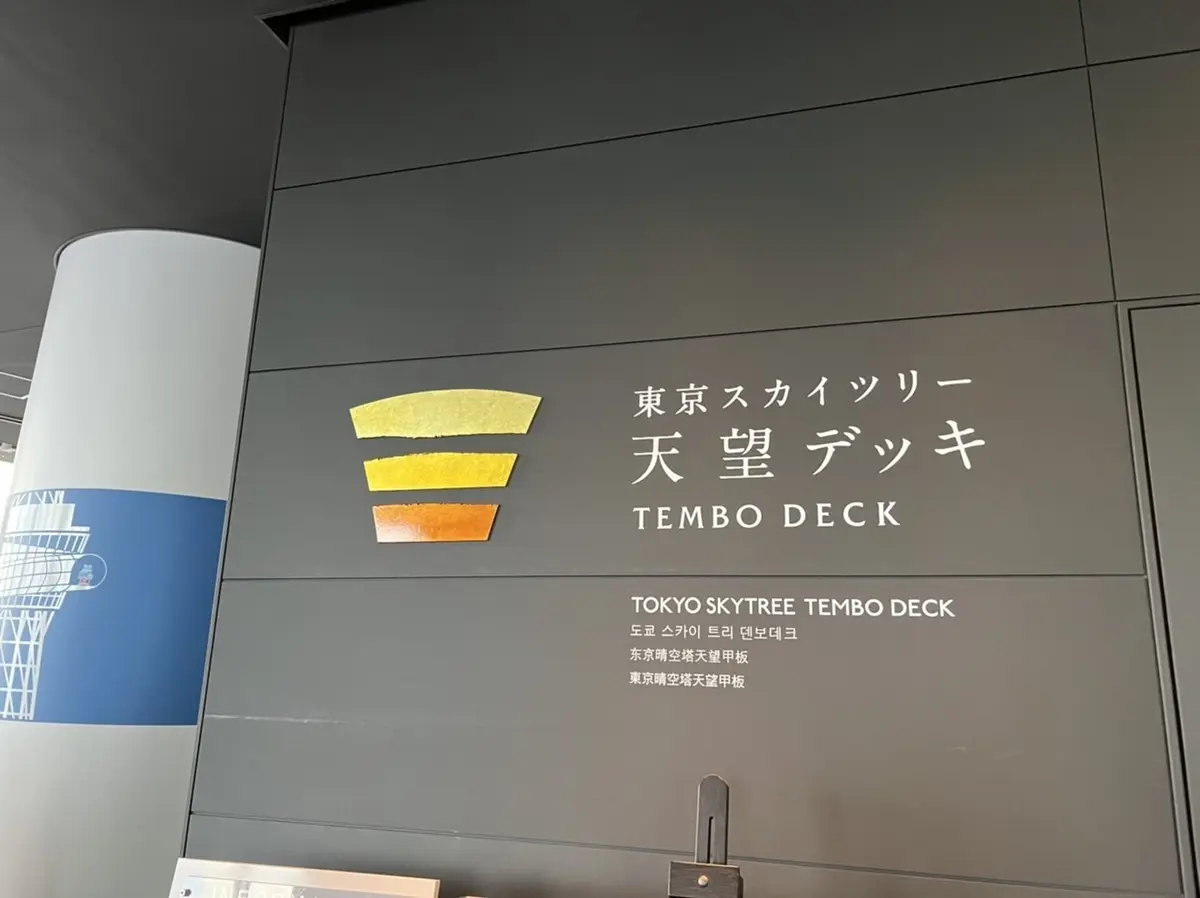 東京スカイツリー
天望デッキ
TEMBO DECK
TOKYO SKYTREE TEMBO DECK
도쿄 스카이 트리 덴보데크
东京晴空塔天望甲板
東京晴空塔天望甲板